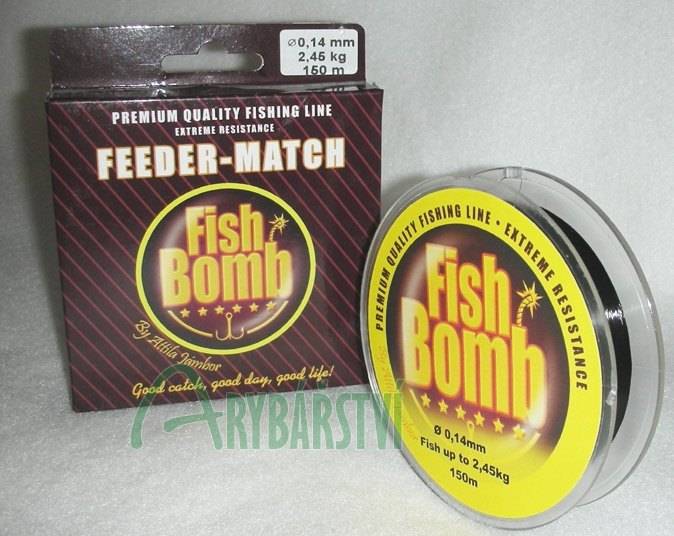 ⌀0,14 mm
2,45 kg
150 m
PREMIUM QUALITY FISHING LINE
EXTREME RESISTANCE
FEEDER-MATCH
Fish
Bomb
By Attila Jámbor
Good catch, good day, good life!
PREMIUM QUALITY FISHING LINE • EXTREME RESISTANCE
Fish
Bomb
Ø 0,14mm
Fish up to 2,45kg
150m
ARYBÁŘSTVÍ